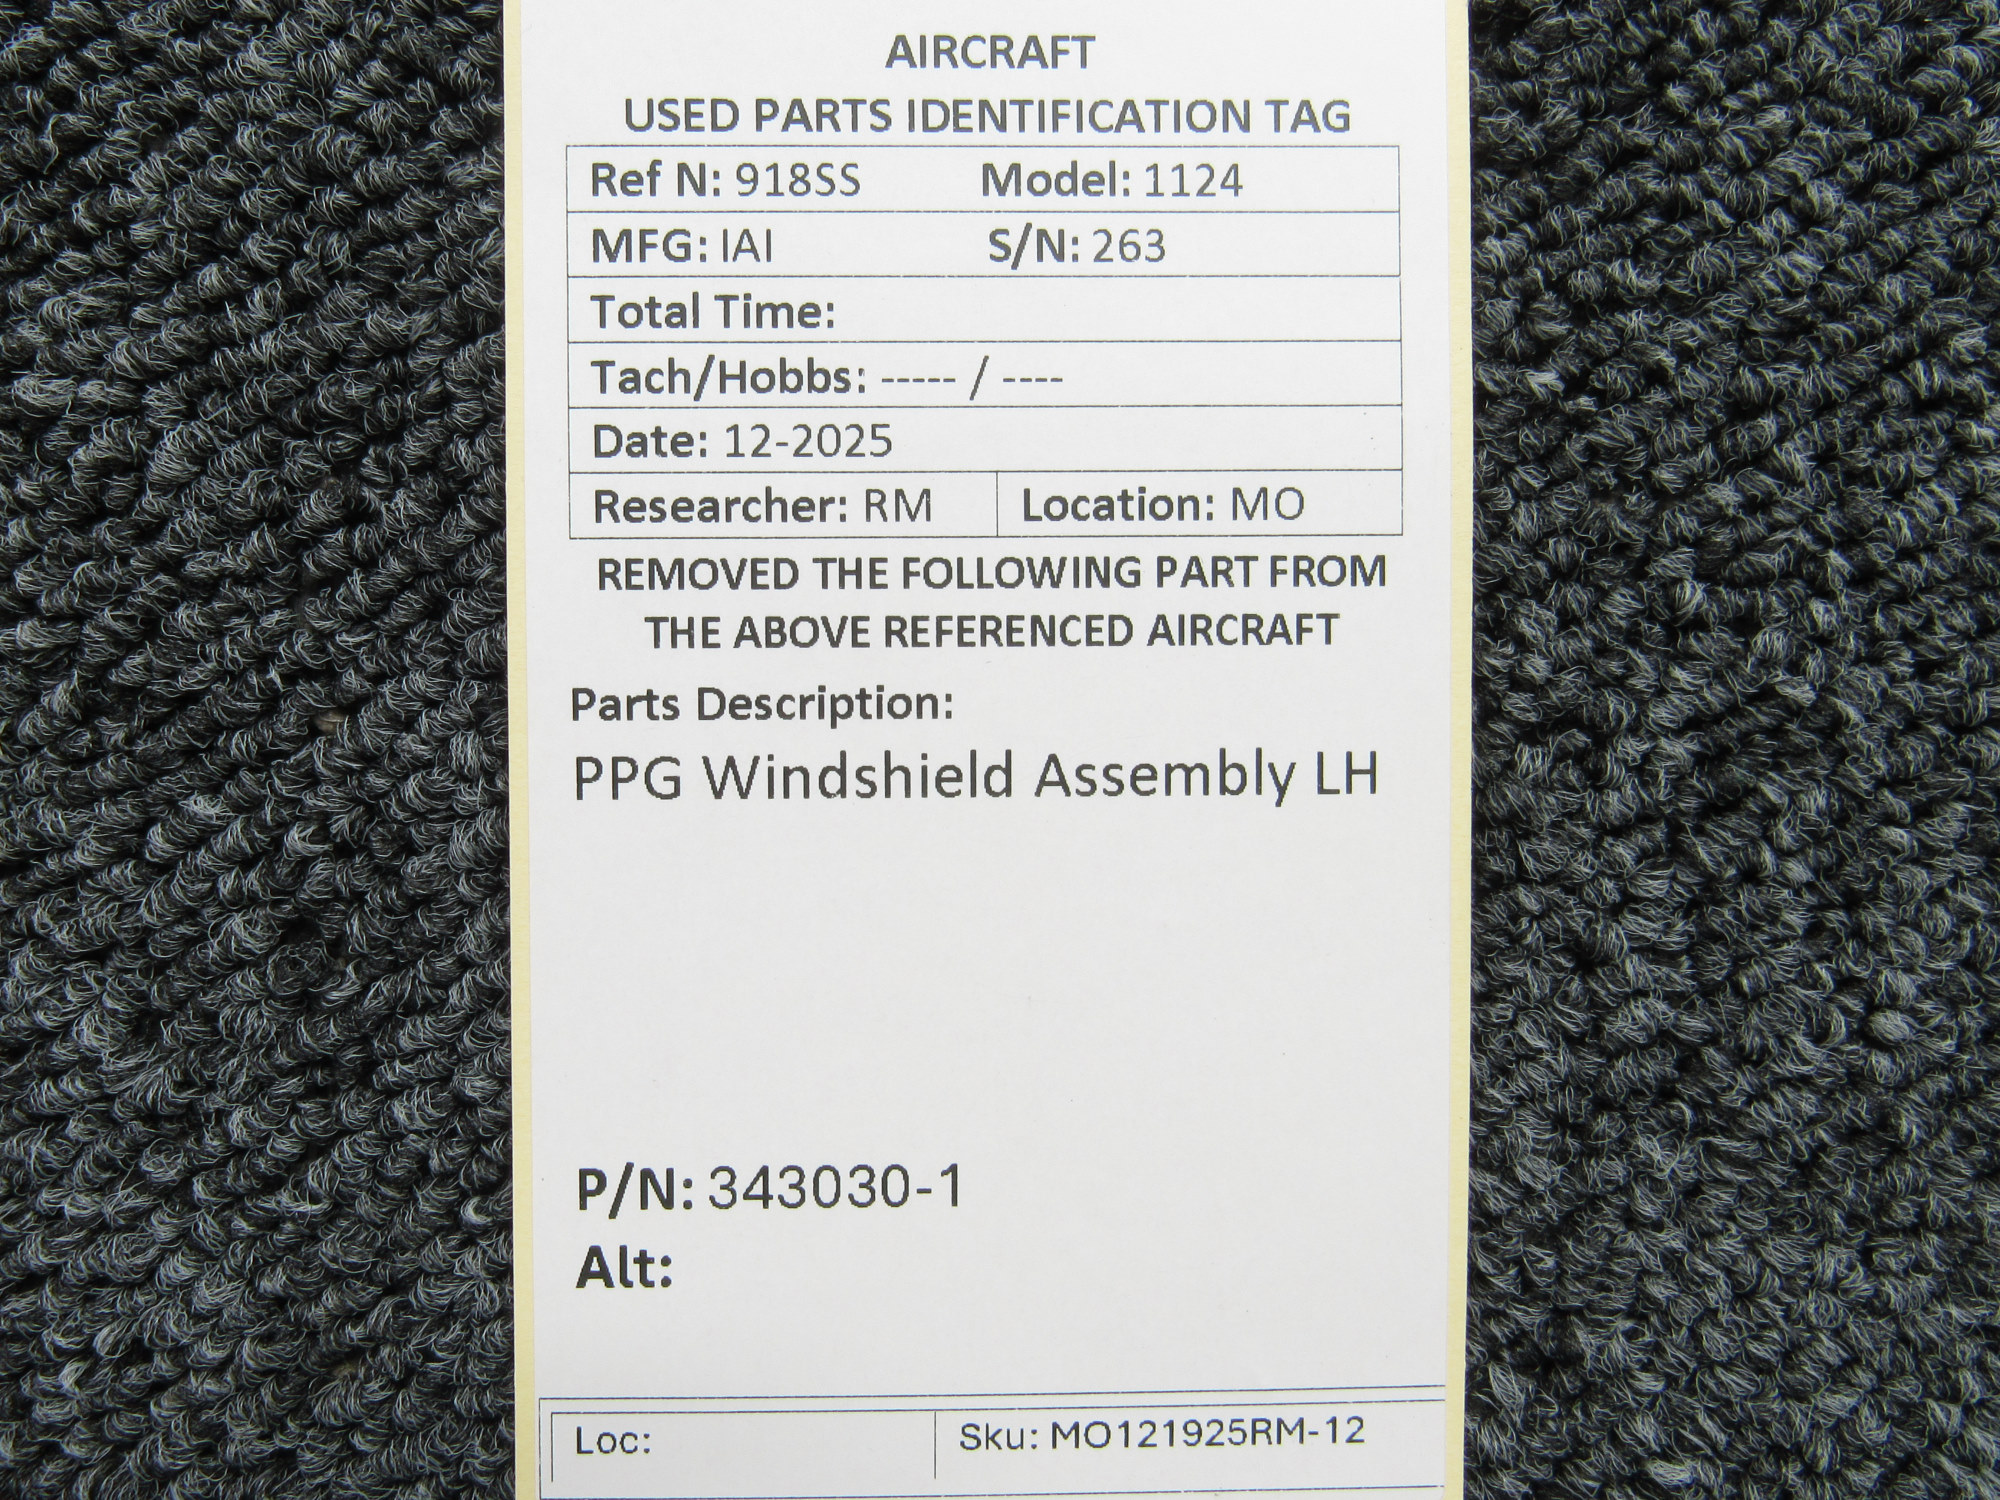 AIRCRAFT
USED PARTS IDENTIFICATION TAG
Ref N: 918SS Model: 1124
MFG: IAI S/N: 263
Total Time:
Tach/Hobbs: ----- / ----
Date: 12-2025
Researcher: RM Location: MO
REMOVED THE FOLLOWING PART FROM
THE ABOVE REFERENCED AIRCRAFT
Parts Description:
PPG Windshield Assembly LH
P/N: 343030-1
Alt:
Loc: Sku: MO121925RM-12